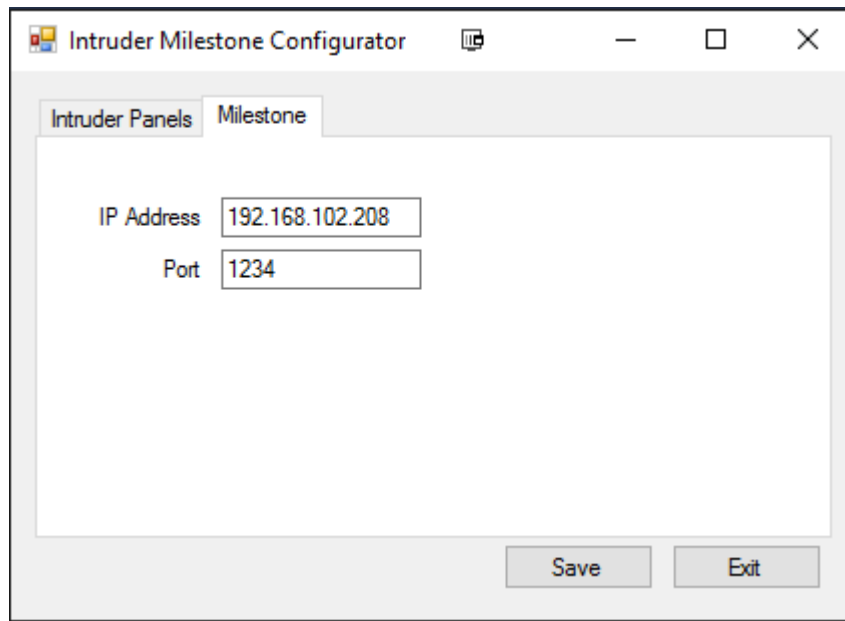 Intruder Milestone Configurator
Intruder Panels Milestone
IP Address 192.168.102.208
Port 1234
Save Exit